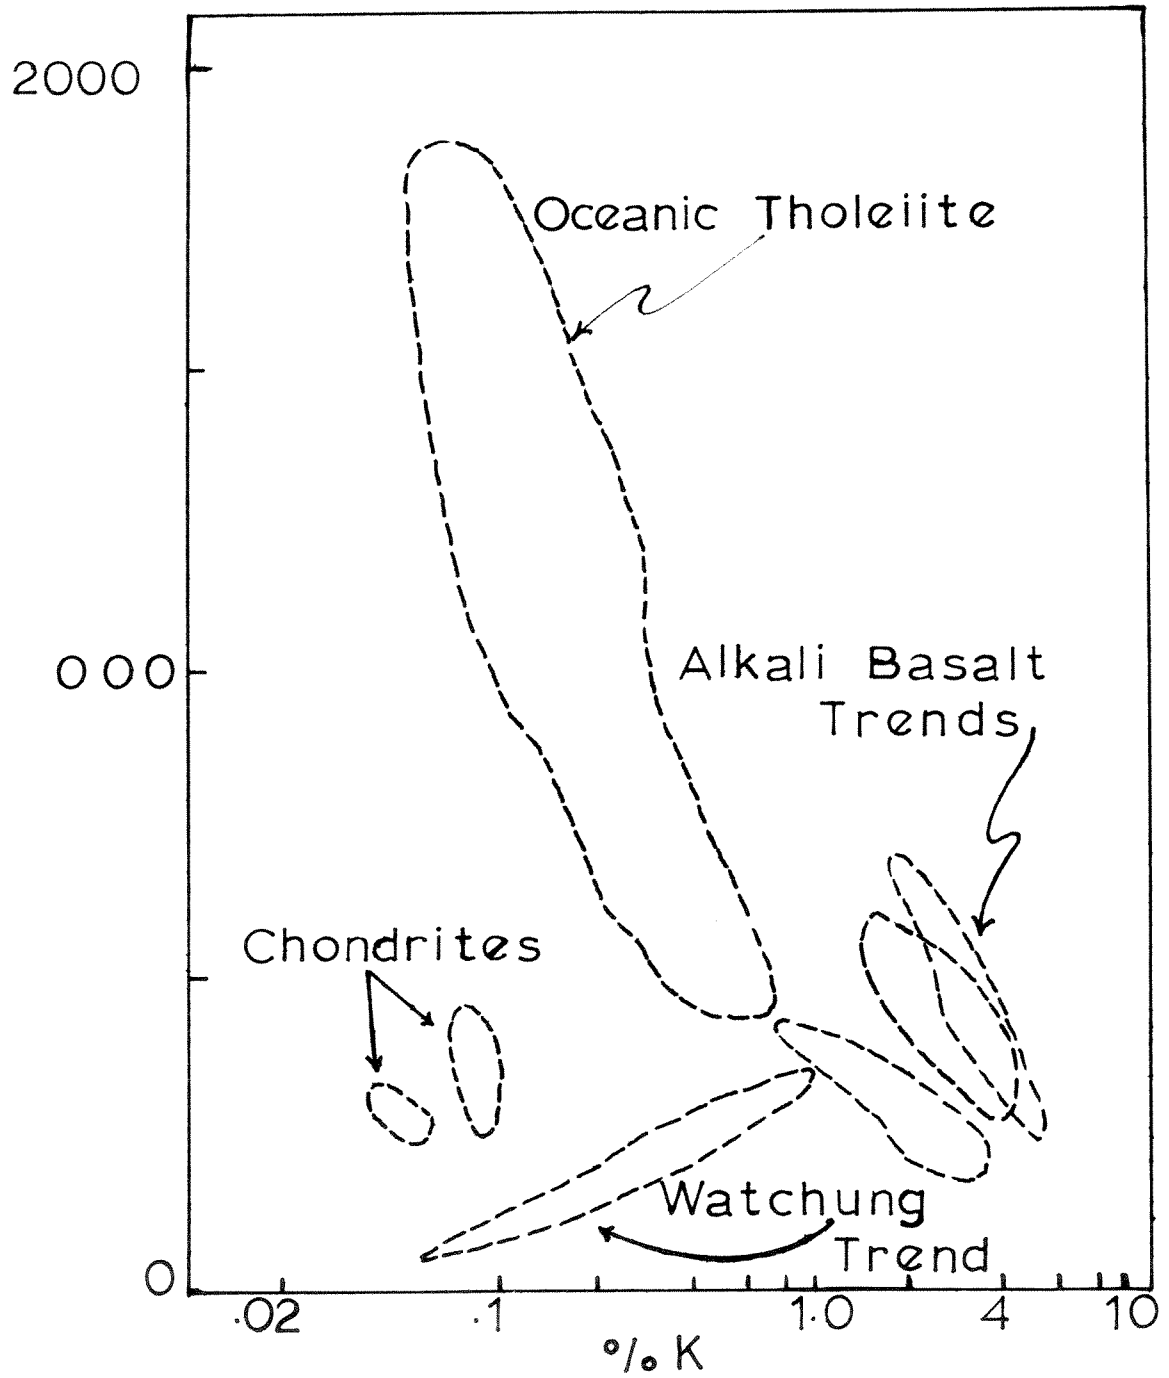 2000
Oceanic Tholeiite
000
Alkali Basalt
Trends
Chondrites
Watchung
Trend
0
.02 .1 1.0 4 10
% K